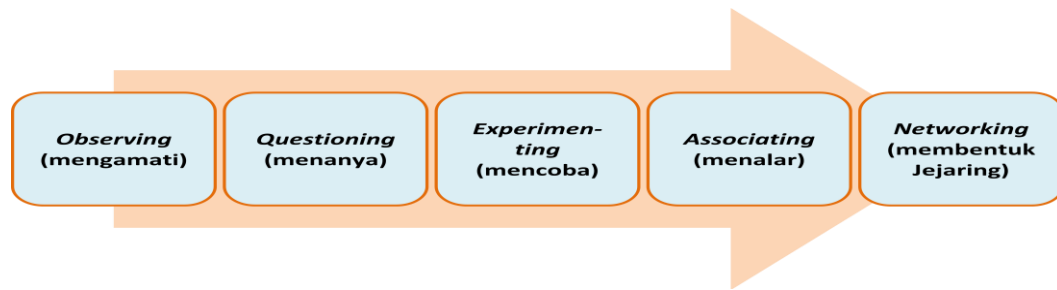 Observing
(mengamati)
Questioning
(menanya)
Experimen-
ting
(mencoba)
Associating
(menalar)
Networking
(membentuk
Jejaring)